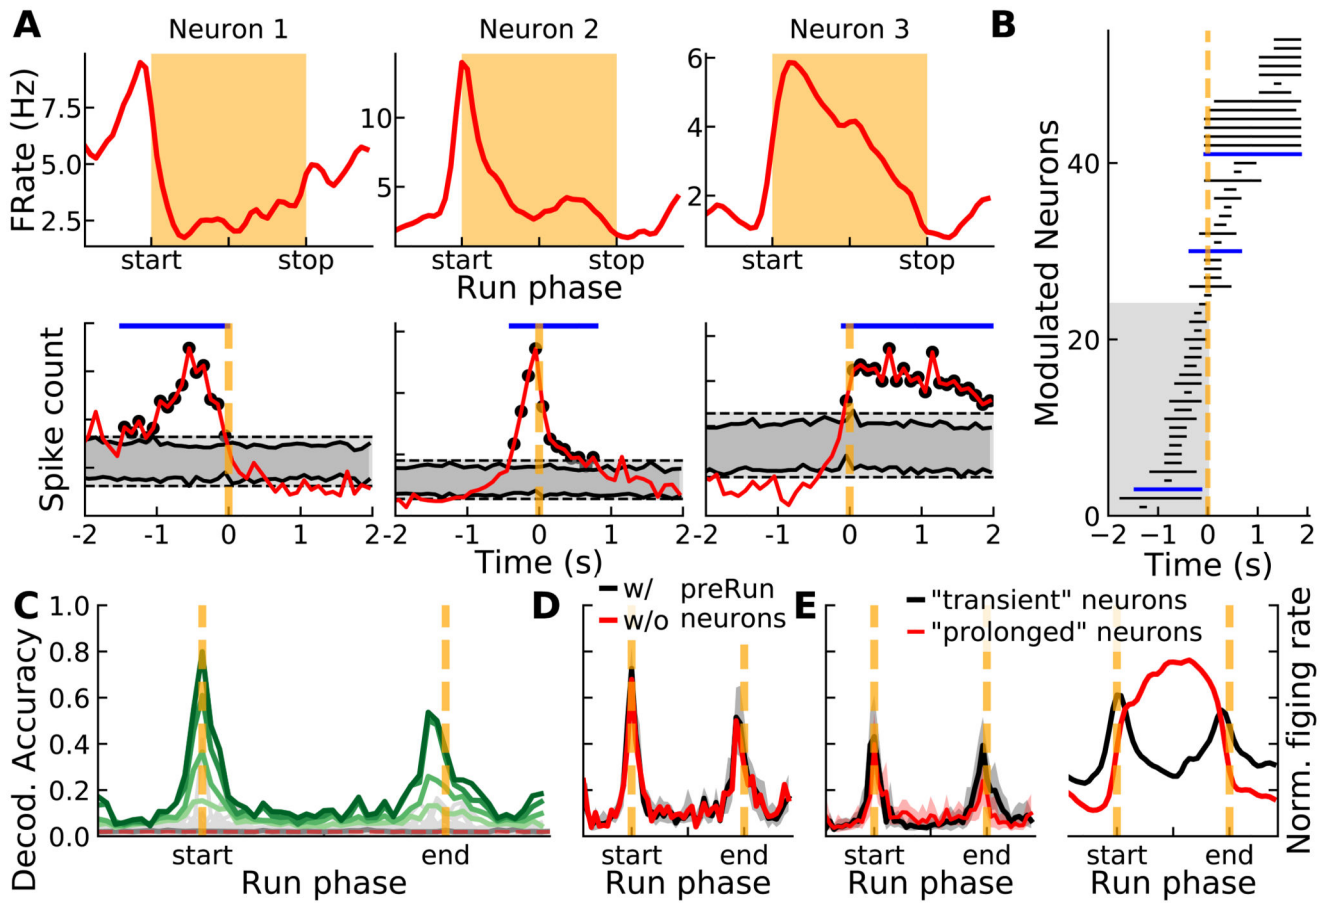 A
Neuron 1
Neuron 2
Neuron 3
B
FRate (Hz)
7.5
5.0
2.5
10
5
6
4
2
start
stop
start
stop
start
stop
Run phase
Spike count
-2 -1 0 1 2
-2 -1 0 1 2
-2 -1 0 1 2
Time (s)
Modulated Neurons
40
20
0
−2 −1 0 1 2
Time (s)
C
Decod. Accuracy
1.0
0.8
0.6
0.4
0.2
0.0
start
end
Run phase
D
w/ preRun
w/o neurons
start
end
Run phase
E
"transient" neurons
"prolonged" neurons
start
end
Run phase
Norm. figing rate
start
end
Run phase